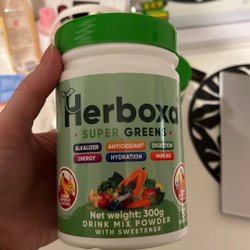 Herboxa
• SUPER GREENS •
ALKALIZER
ANTIOXIDANT
DIGESTION
ENERGY
HYDRATION
IMMUNE
Net weight: 300g
DRINK MIX POWDER
WITH SWEETENER